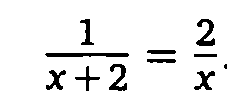 1/(x+2) = 2/x.